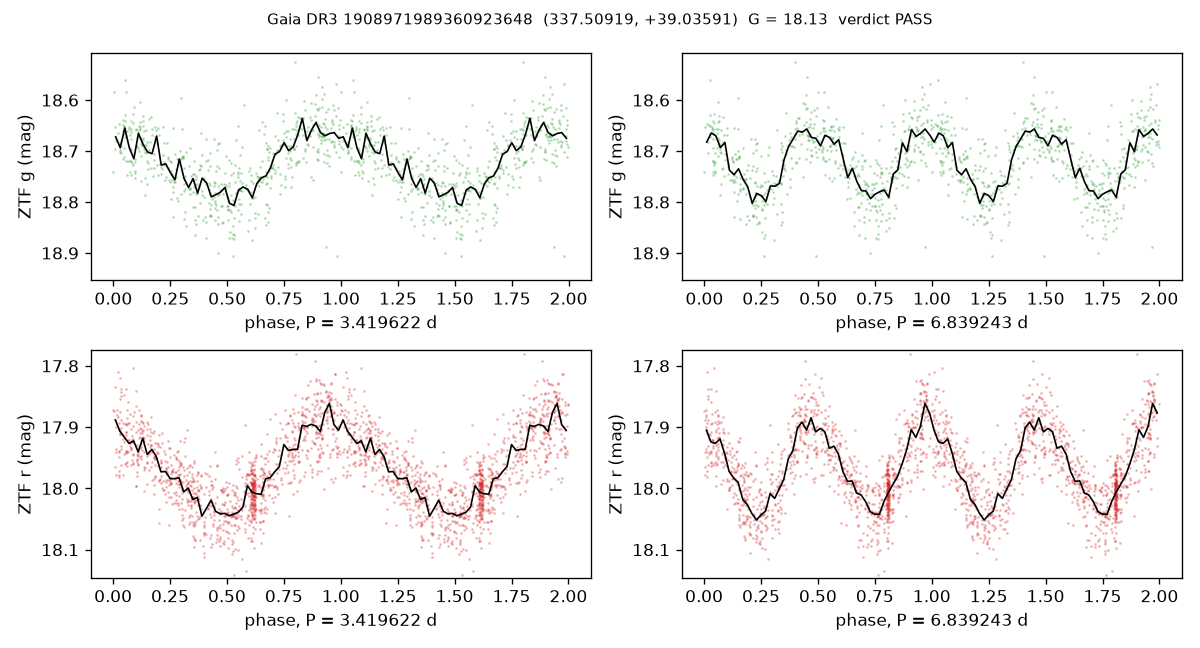 Gaia DR3 1908971989360923648  (337.50919, +39.03591)  G = 18.13  verdict PASS
ZTF g (mag)
18.6
18.7
18.8
18.9
0.00 0.25 0.50 0.75 1.00 1.25 1.50 1.75 2.00
phase, P = 3.419622 d
ZTF g (mag)
18.6
18.7
18.8
18.9
0.00 0.25 0.50 0.75 1.00 1.25 1.50 1.75 2.00
phase, P = 6.839243 d
ZTF r (mag)
17.8
17.9
18.0
18.1
0.00 0.25 0.50 0.75 1.00 1.25 1.50 1.75 2.00
phase, P = 3.419622 d
ZTF r (mag)
17.8
17.9
18.0
18.1
0.00 0.25 0.50 0.75 1.00 1.25 1.50 1.75 2.00
phase, P = 6.839243 d